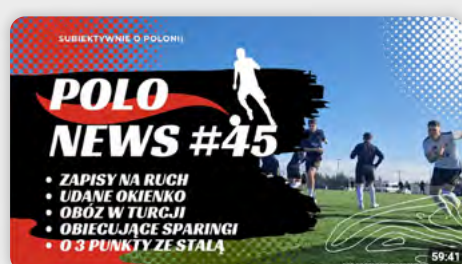 SUBIEKTYWNIE O POLONII
POLO
NEWS #45
• ZAPISY NA RUCH
• UDANE OKIENKO
• OBÓZ W TURCJI
• OBIECUJĄCE SPARINGI
• O 3 PUNKTY ZE STALĄ
59:41